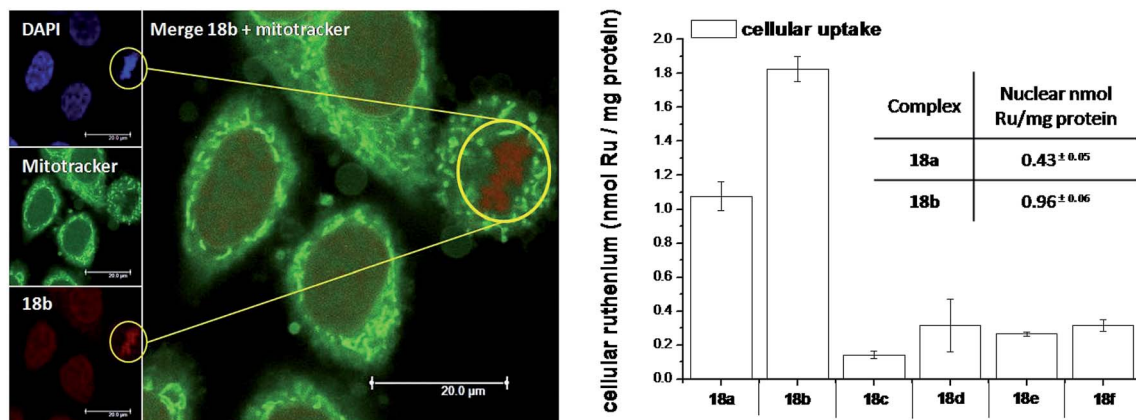 DAPI
20.0 µm
Mitotracker
20.0 µm
18b
20.0 µm
Merge 18b + mitotracker
20.0 µm
cellular ruthenium (nmol Ru / mg protein)
2.0
1.8
1.6
1.4
1.2
1.0
0.8
0.6
0.4
0.2
0.0
cellular uptake
Complex
Nuclear nmol
Ru/mg protein
18a
0.43 ± 0.05
18b
0.96 ± 0.06
18a 18b 18c 18d 18e 18f